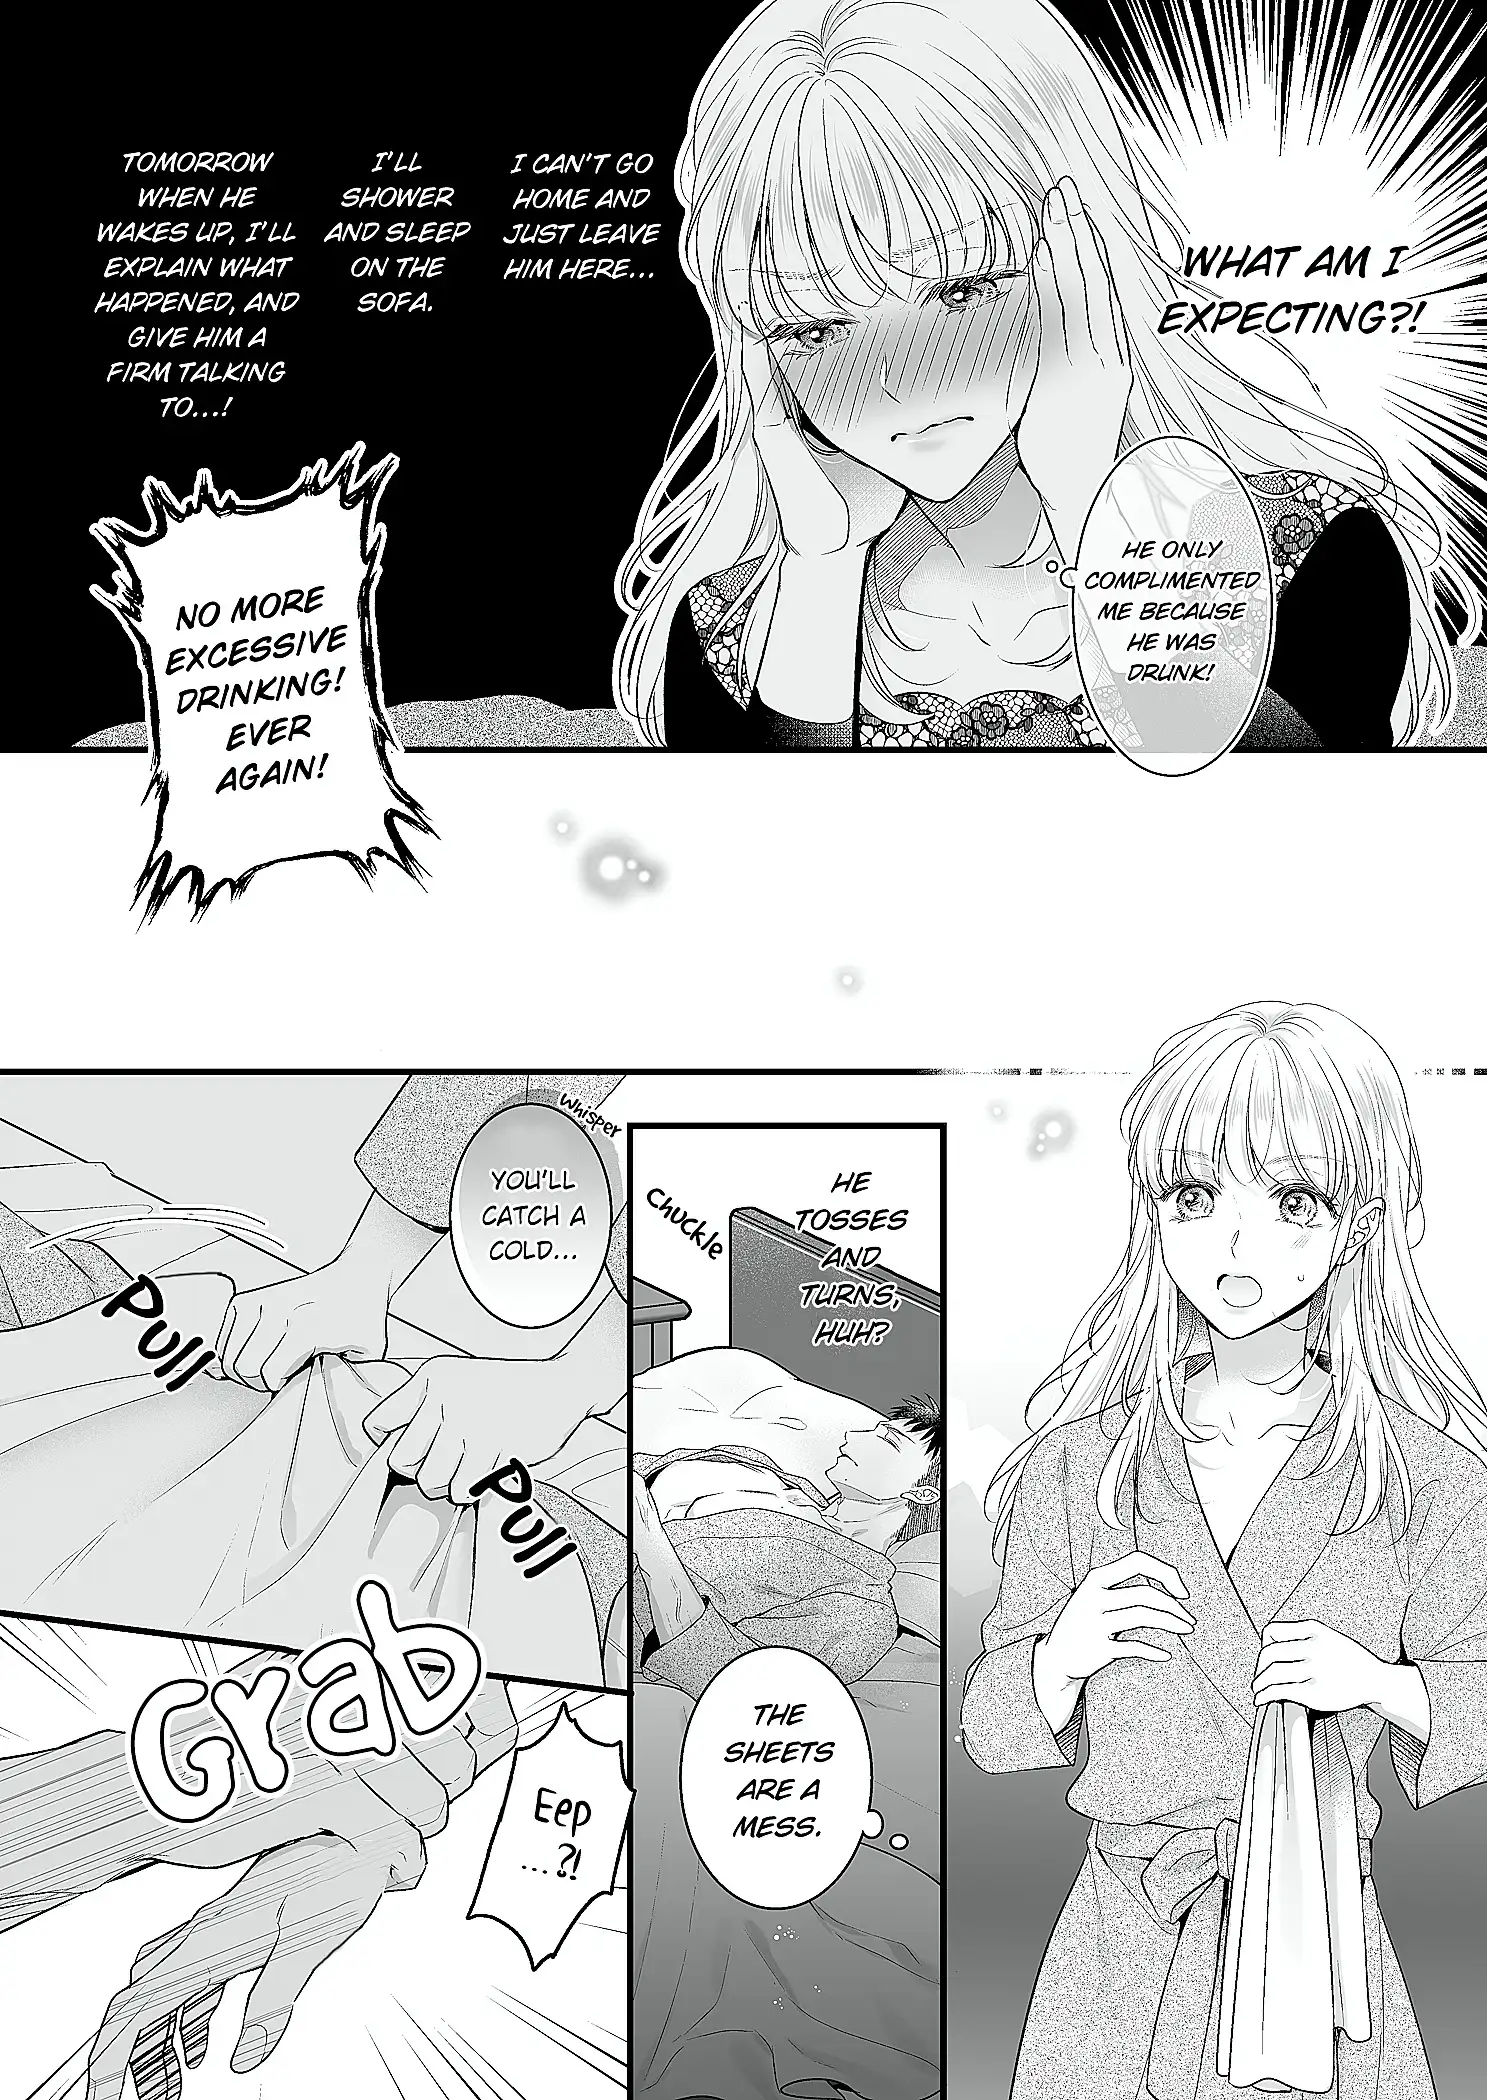 WHAT AM I
EXPECTING?!
HE ONLY
COMPLIMENTED
ME BECAUSE
HE WAS
DRUNK!
I CAN'T GO
HOME AND
JUST LEAVE
HIM HERE...
I'LL
SHOWER
AND SLEEP
ON THE
SOFA.
TOMORROW
WHEN HE
WAKES UP, I'LL
EXPLAIN WHAT
HAPPENED, AND
GIVE HIM A
FIRM TALKING
TO...!
NO MORE
EXCESSIVE
DRINKING!
EVER
AGAIN!
HE
TOSSES
AND
TURNS,
HUH?
Chuckle
THE
SHEETS
ARE A
MESS.
Whisper
YOU'LL
CATCH A
COLD...
Pull
Pull
Grab
Eep
...?!